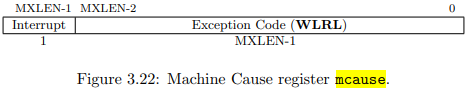 MXLEN-1 MXLEN-2 0
Interrupt Exception Code (WLRL)
1 MXLEN-1
Figure 3.22: Machine Cause register mcause.